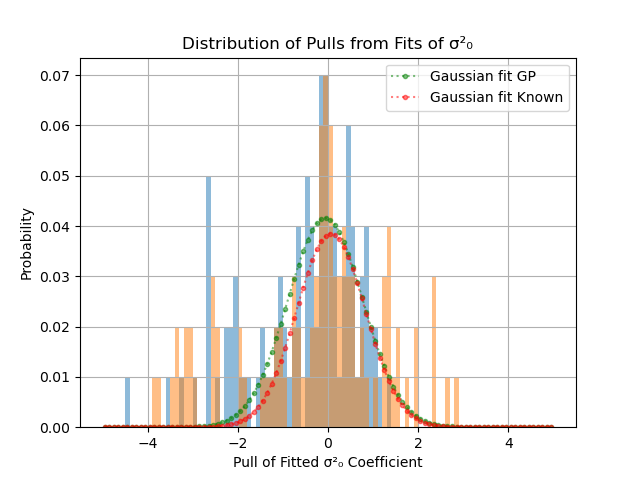 Distribution of Pulls from Fits of σ²₀
Gaussian fit GP
Gaussian fit Known
0.07
0.06
0.05
0.04
0.03
0.02
0.01
0.00
Probability
−4
−2
0
2
4
Pull of Fitted σ²₀ Coefficient